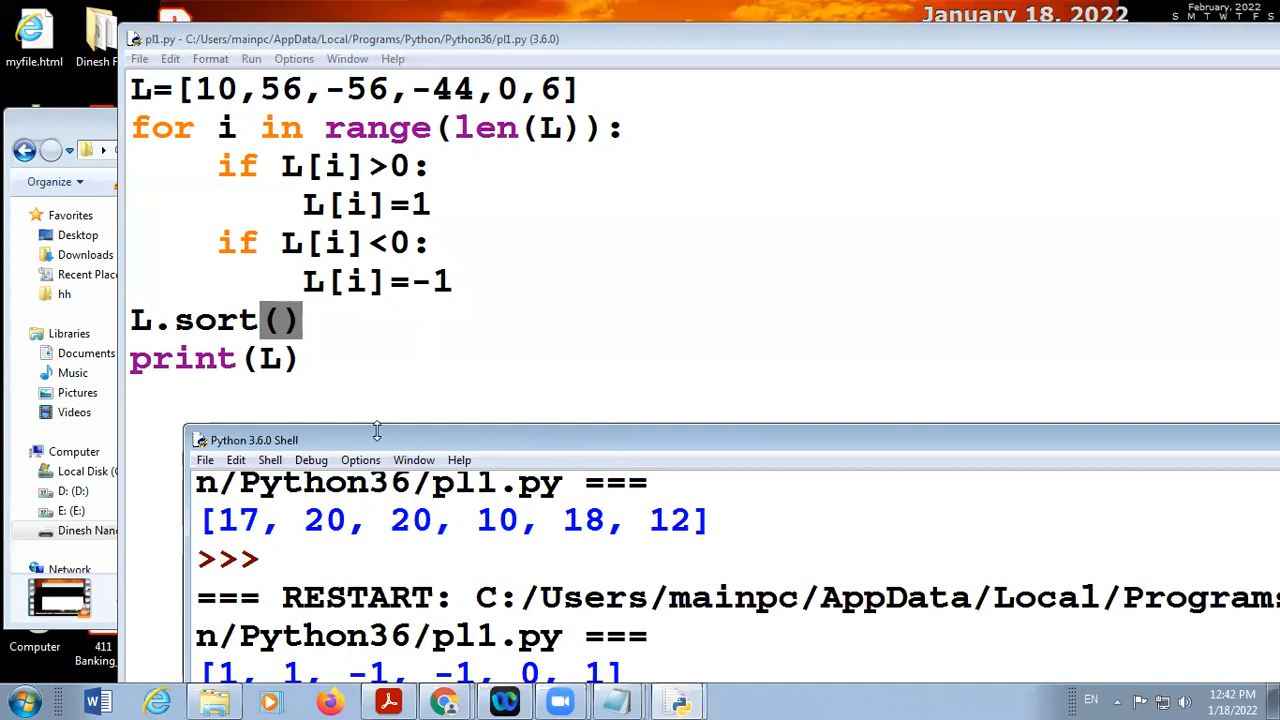 January 18, 2022
February, 2022
S M T W T F S
myfile.html
Dinesh
pl1.py - C:/Users/mainpc/AppData/Local/Programs/Python/Python36/pl1.py (3.6.0)
File Edit Format Run Options Window Help
L=[10,56,-56,-44,0,6]
for i in range(len(L)):
if L[i]>0:
L[i]=1
if L[i]<0:
L[i]=-1
L.sort()
print(L)
Organize
Favorites
Desktop
Downloads
Recent Place
hh
Libraries
Documents
Music
Pictures
Videos
Computer
Local Disk (
D: (D:)
E: (E:)
Dinesh Nan
Network
Computer
411
Banking,
Python 3.6.0 Shell
File Edit Shell Debug Options Window Help
n/Python36/pl1.py ===
[17, 20, 20, 10, 18, 12]
>>>
=== RESTART: C:/Users/mainpc/AppData/Local/Programs
n/Python36/pl1.py ===
[1, 1, -1, -1, 0, 1]
EN
12:42 PM
1/18/2022